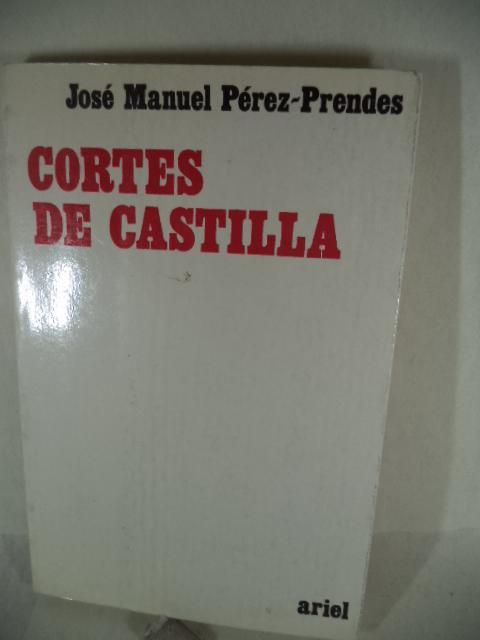 José Manuel Pérez-Prendes
CORTES
DE CASTILLA
ariel